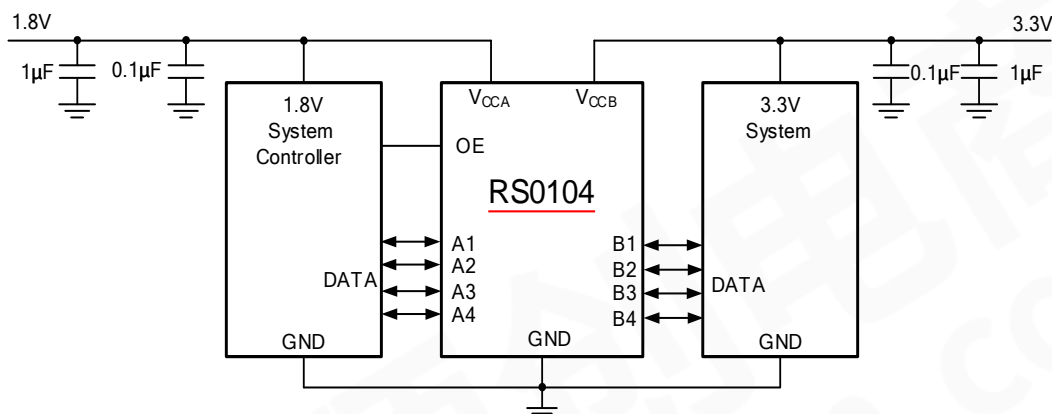 1.8V
3.3V
1μF
0.1μF
0.1μF
1μF
1.8V
System
Controller
VCCA
VCCB
3.3V
System
OE
RS0104
A1
A2
A3
A4
B1
B2
B3
B4
DATA
DATA
GND
GND
GND